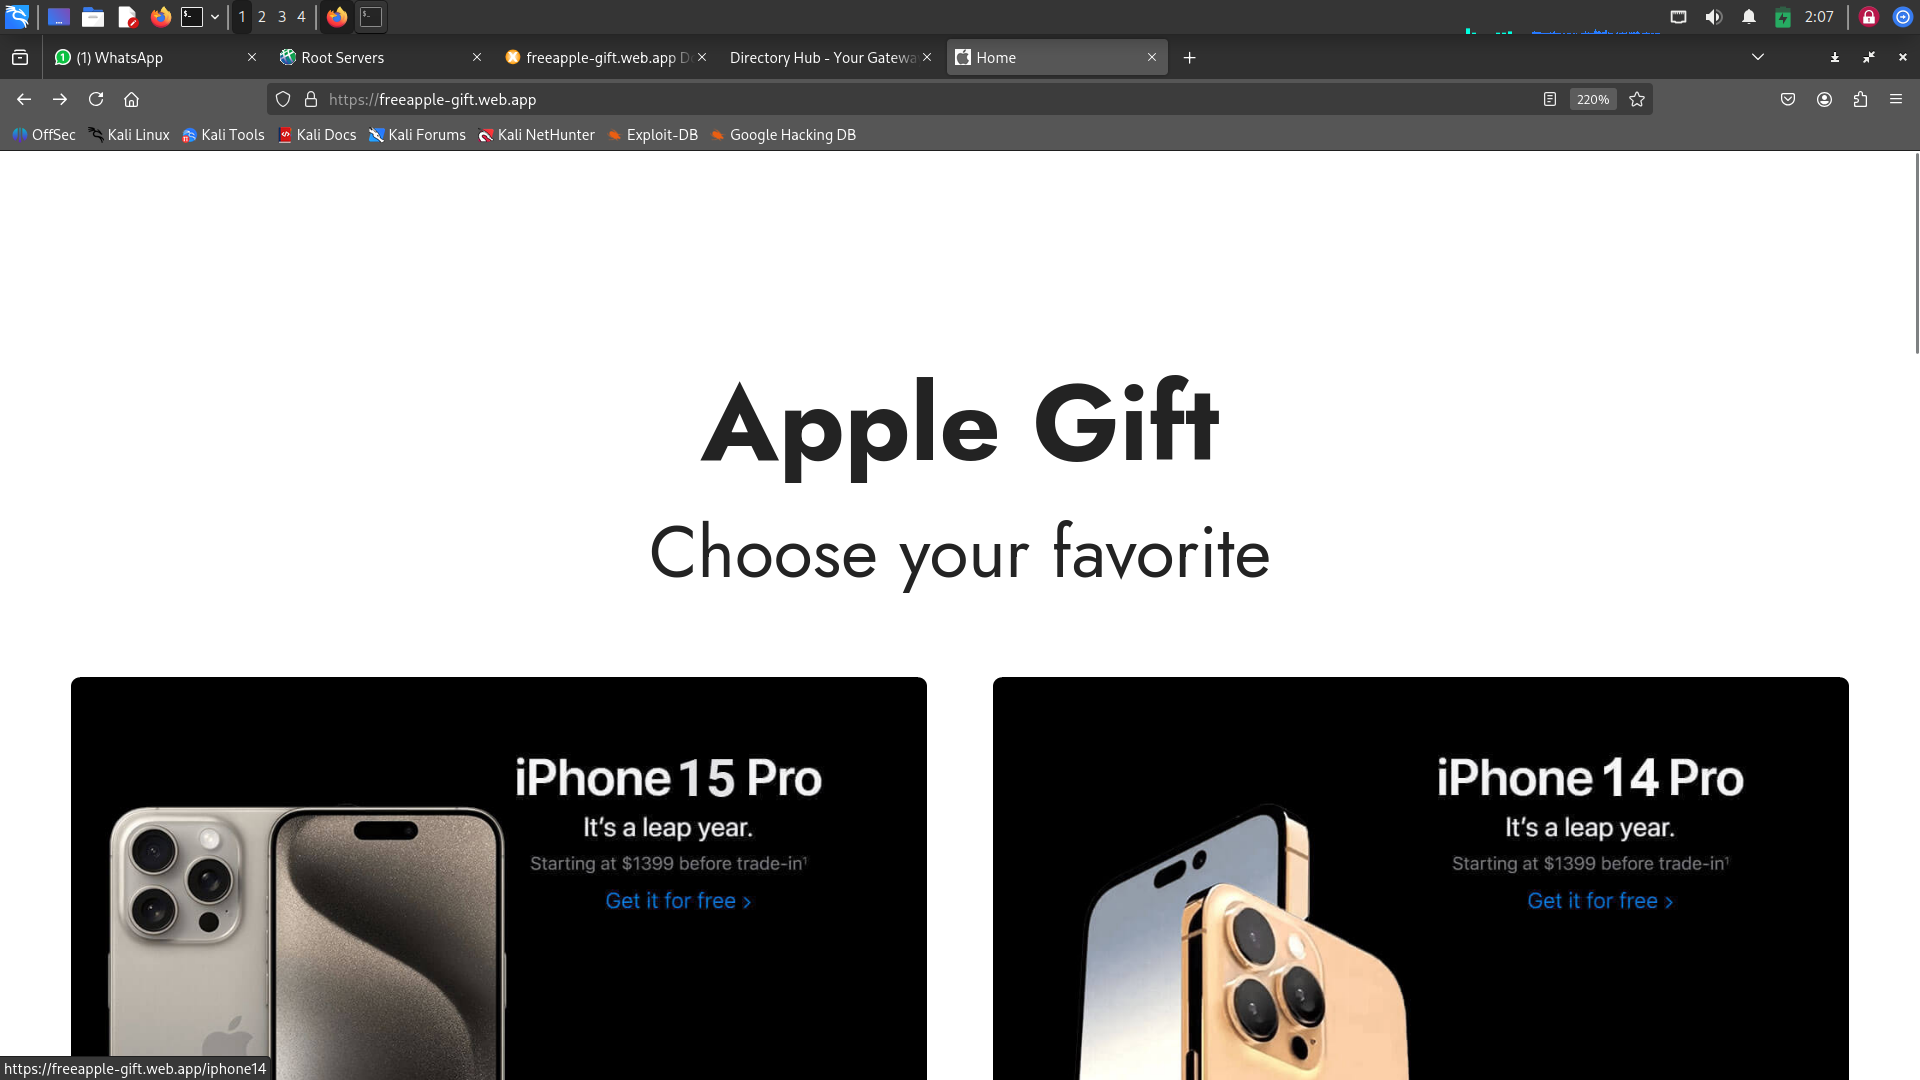 1 2 3 4
2:07
(1) WhatsApp
Root Servers
freeapple-gift.web.app
Directory Hub - Your Gatewa
Home
https://freeapple-gift.web.app
220%
OffSec
Kali Linux
Kali Tools
Kali Docs
Kali Forums
Kali NetHunter
Exploit-DB
Google Hacking DB
Apple Gift
Choose your favorite
iPhone 15 Pro
It's a leap year.
Starting at $1399 before trade-in¹
Get it for free >
iPhone 14 Pro
It's a leap year.
Starting at $1399 before trade-in¹
Get it for free >
https://freeapple-gift.web.app/iphone14